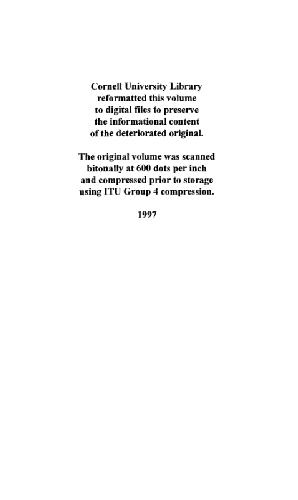 Cornell University Library
reformatted this volume
to digital files to preserve
the informational content
of the deteriorated original.
The original volume was scanned
bitonally at 600 dots per inch
and compressed prior to storage
using ITU Group 4 compression.
1997